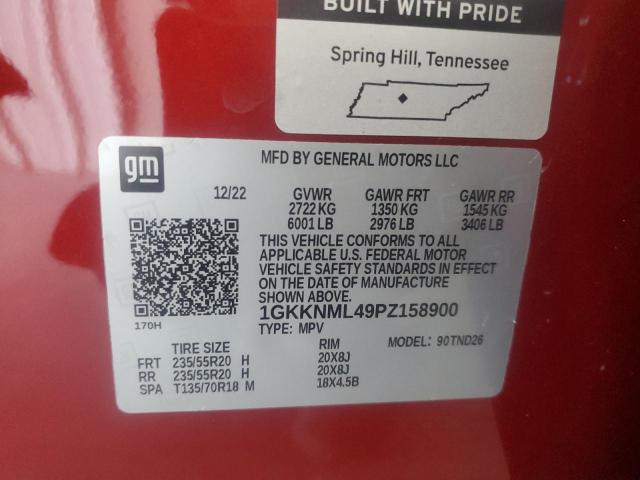 BUILT WITH PRIDE
Spring Hill, Tennessee
gm
MFD BY GENERAL MOTORS LLC
12/22 GVWR GAWR FRT GAWR RR
2722 KG 1350 KG 1545 KG
6001 LB 2976 LB 3406 LB
THIS VEHICLE CONFORMS TO ALL
APPLICABLE U.S. FEDERAL MOTOR
VEHICLE SAFETY STANDARDS IN EFFECT
ON THE DATE OF MANUFACTURE
SHOWN ABOVE.
1GKKNML49PZ158900
170H
TYPE: MPV MODEL: 90TND26
TIRE SIZE RIM
FRT 235/55R20 H 20X8J
RR 235/55R20 H 20X8J
SPA T135/70R18 M 18X4.5B